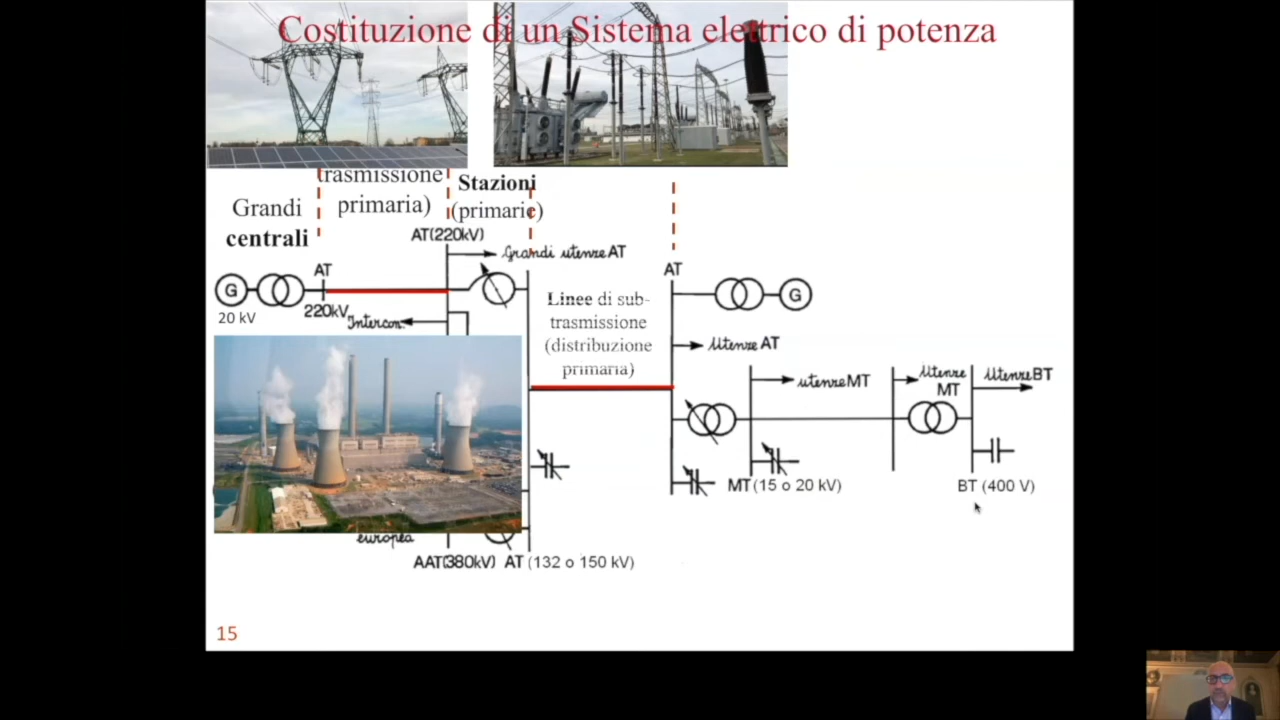 Costituzione di un Sistema elettrico di potenza
trasmissione
primaria)
Stazioni
(primarie)
Grandi
centrali
AT(220kV)
Grandi utenze AT
AT
AT
G
G
20 kV
220kV
Intercon.
Linee di sub-
trasmissione
(distribuzione
primaria)
Utenze AT
utenze MT
Utenze
MT
Utenze BT
MT (15 o 20 kV)
BT (400 V)
europea
AAT(380kV) AT (132 o 150 kV)
15